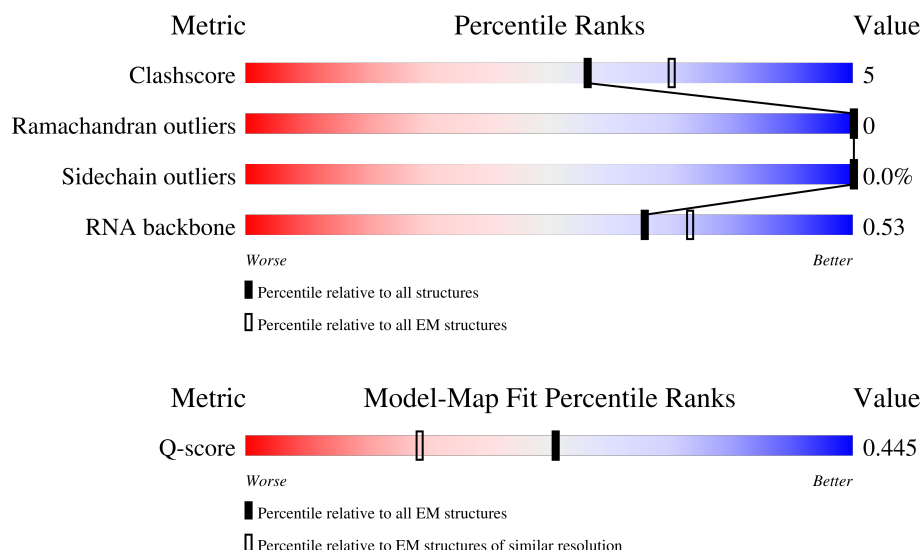 Metric Percentile Ranks Value
Clashscore 5
Ramachandran outliers 0
Sidechain outliers 0.0%
RNA backbone 0.53
Worse Better
Percentile relative to all structures
Percentile relative to all EM structures
Metric Model-Map Fit Percentile Ranks Value
Q-score 0.445
Worse Better
Percentile relative to all EM structures
Percentile relative to EM structures of similar resolution